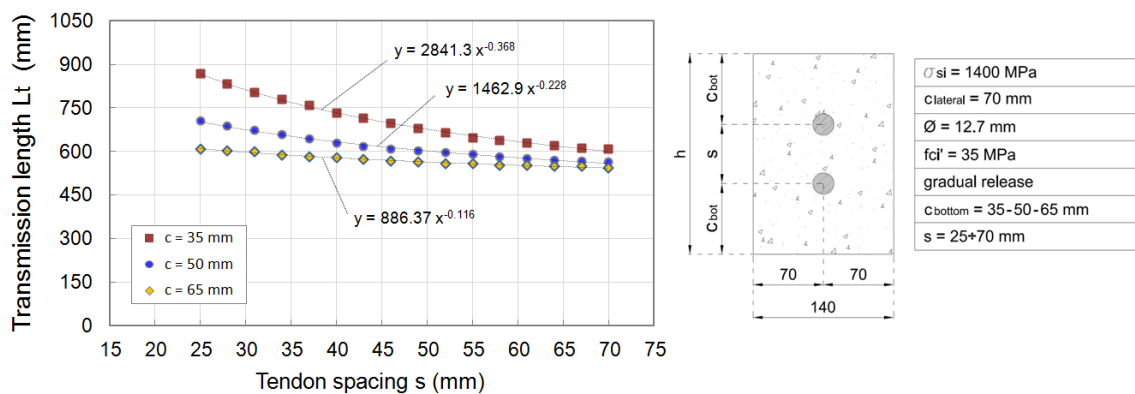 Transmission length Lt (mm)
1050
900
750
600
450
300
150
0
y = 2841.3 x-0.368
y = 1462.9 x-0.228
y = 886.37 x-0.116
c = 35 mm
c = 50 mm
c = 65 mm
15 20 25 30 35 40 45 50 55 60 65 70 75
Tendon spacing s (mm)
h
cbot
s
cbot
70 70
140
σsi = 1400 MPa
clateral = 70 mm
Ø = 12.7 mm
fci' = 35 MPa
gradual release
cbottom = 35-50-65 mm
s = 25÷70 mm